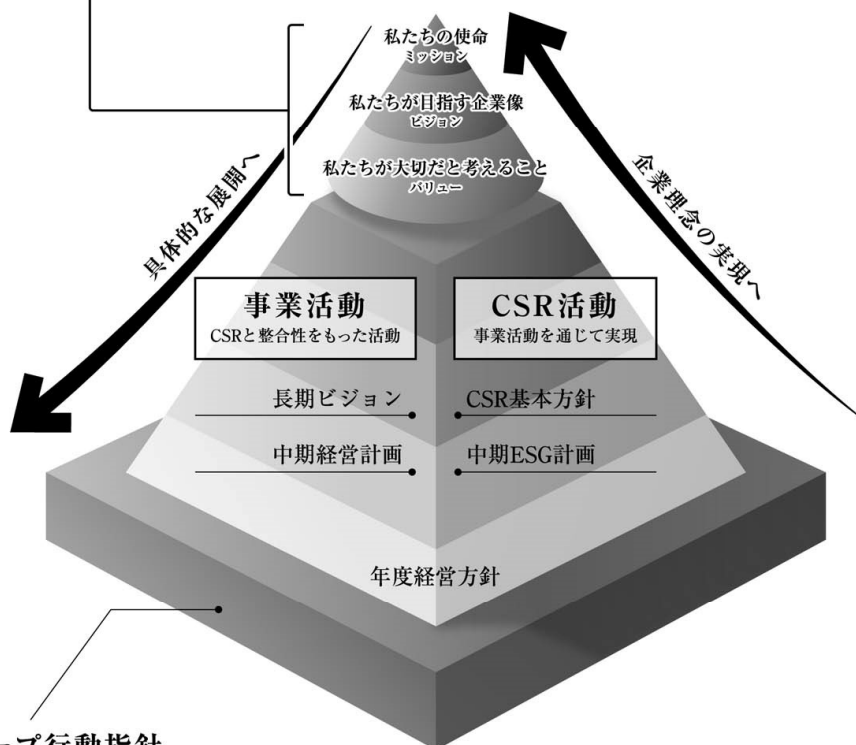 私たちの使命
ミッション
私たちが目指す企業像
ビジョン
私たちが大切だと考えること
バリュー
具体的な展開へ
企業理念の実現へ
事業活動
CSRと整合性をもった活動
CSR活動
事業活動を通じて実現
長期ビジョン
CSR基本方針
中期経営計画
中期ESG計画
年度経営方針
プ行動指針